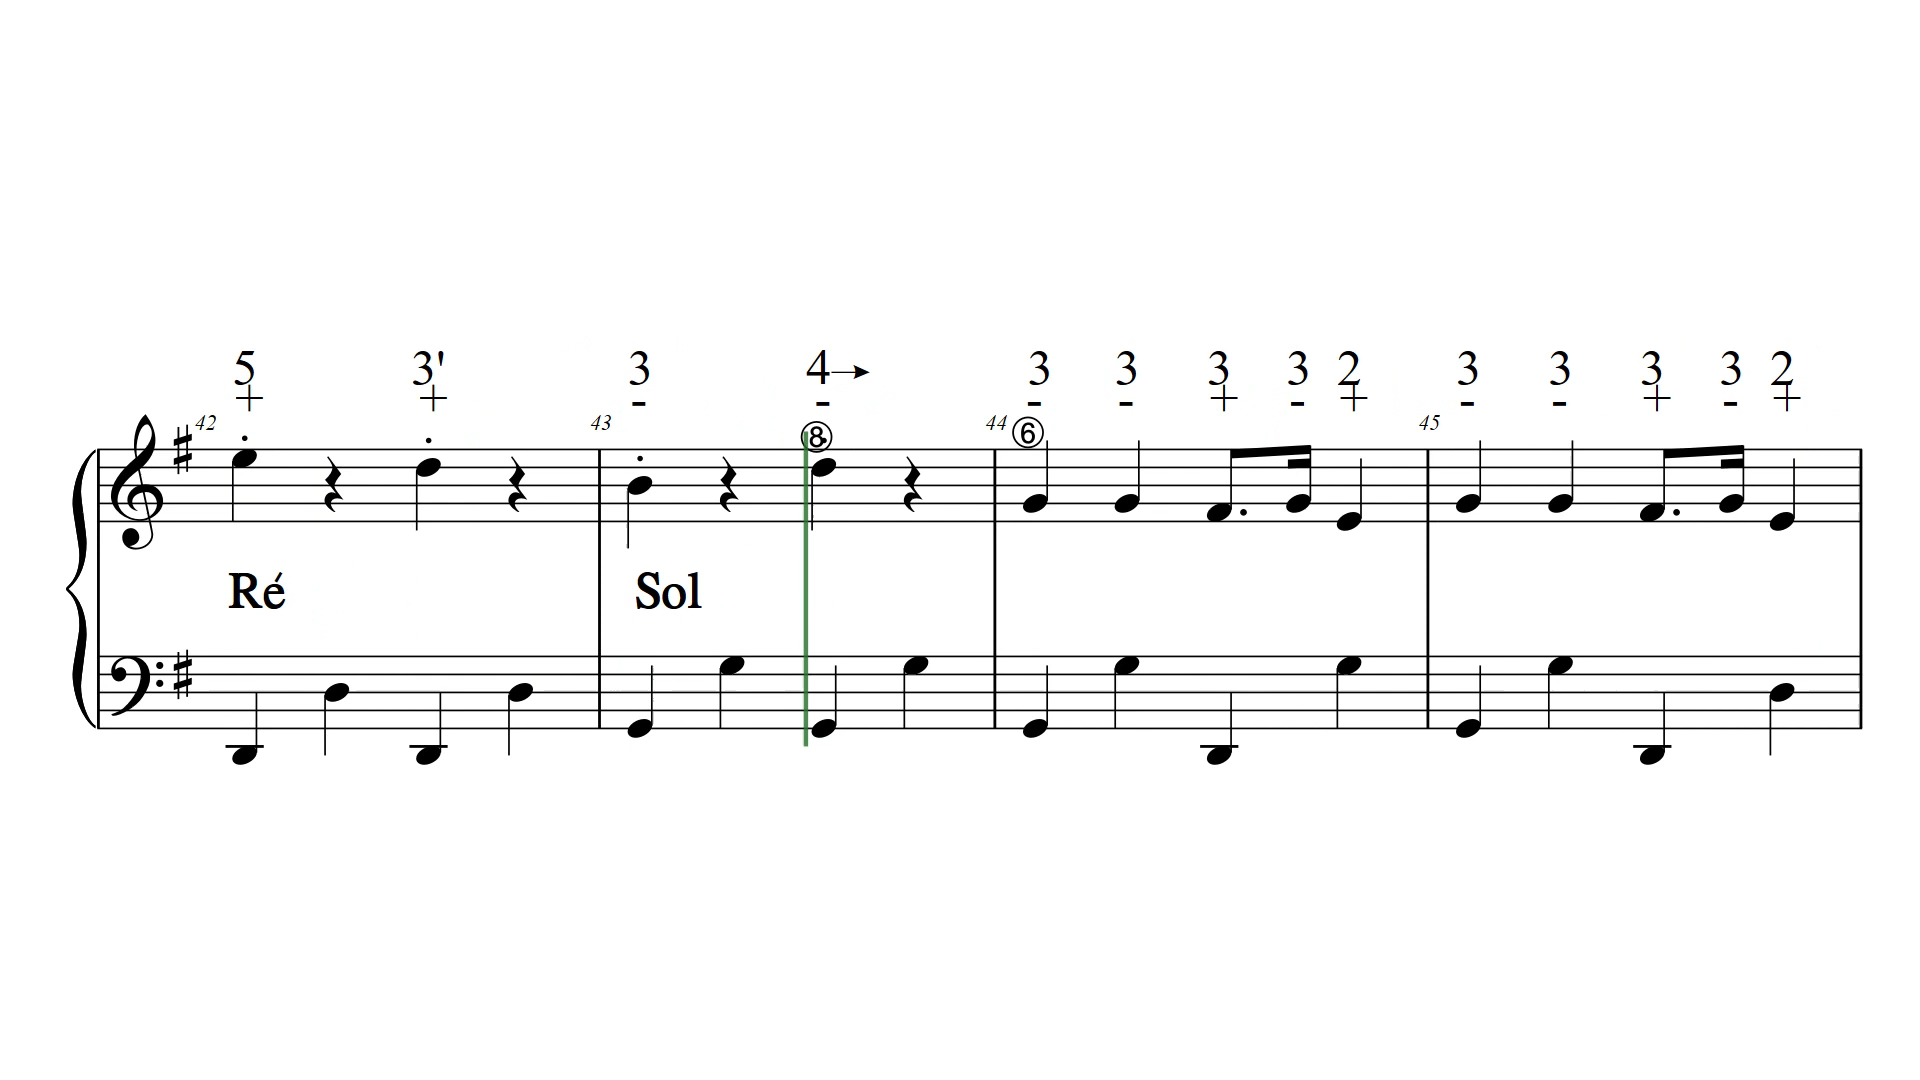 5 3' 3 4→ 3 3 3 3 2 3 3 3 3 2
+ + - - - - + - + - - + - +
42 43 ⑧ 44 ⑥ 45
Ré Sol